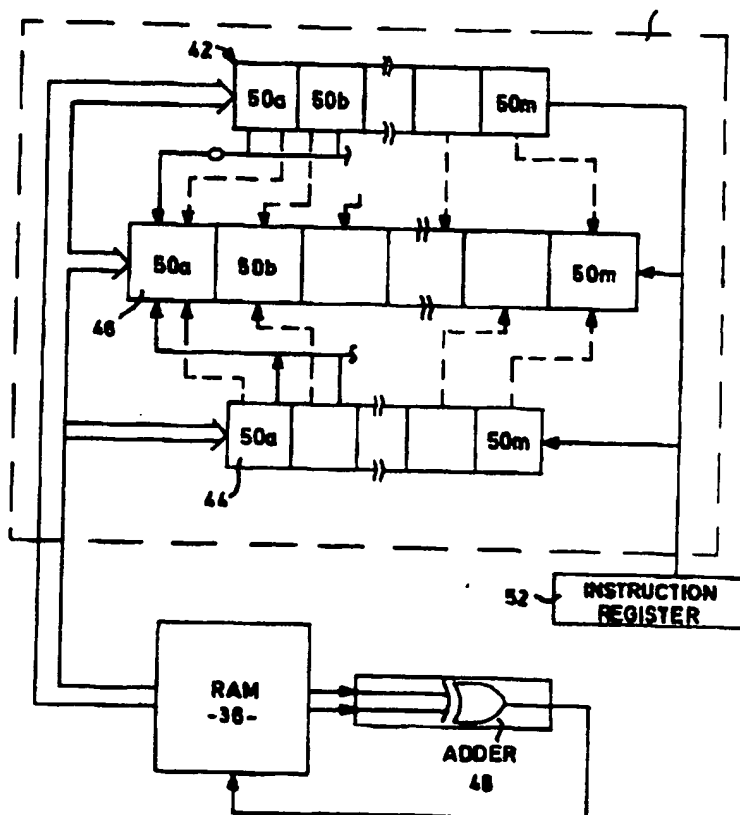 42
50a 50b 50m
50a 50b 50m
46
50a 50m
44
52
INSTRUCTION
REGISTER
RAM
-36-
ADDER
48